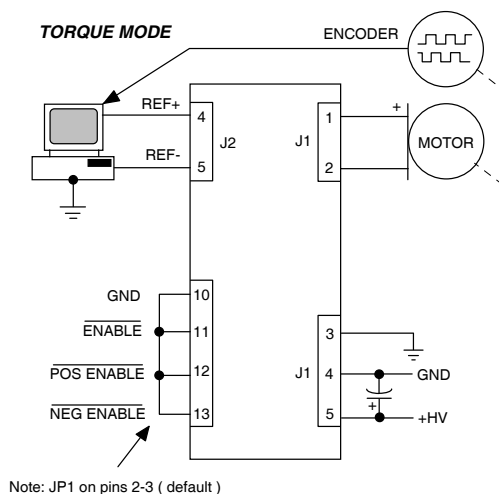 TORQUE MODE
ENCODER
REF+
4
J2
REF-
5
1
+
J1
MOTOR
2
GND
10
ENABLE
11
POS ENABLE
12
NEG ENABLE
13
3
J1
4
GND
+
5
+HV
Note: JP1 on pins 2-3 ( default )